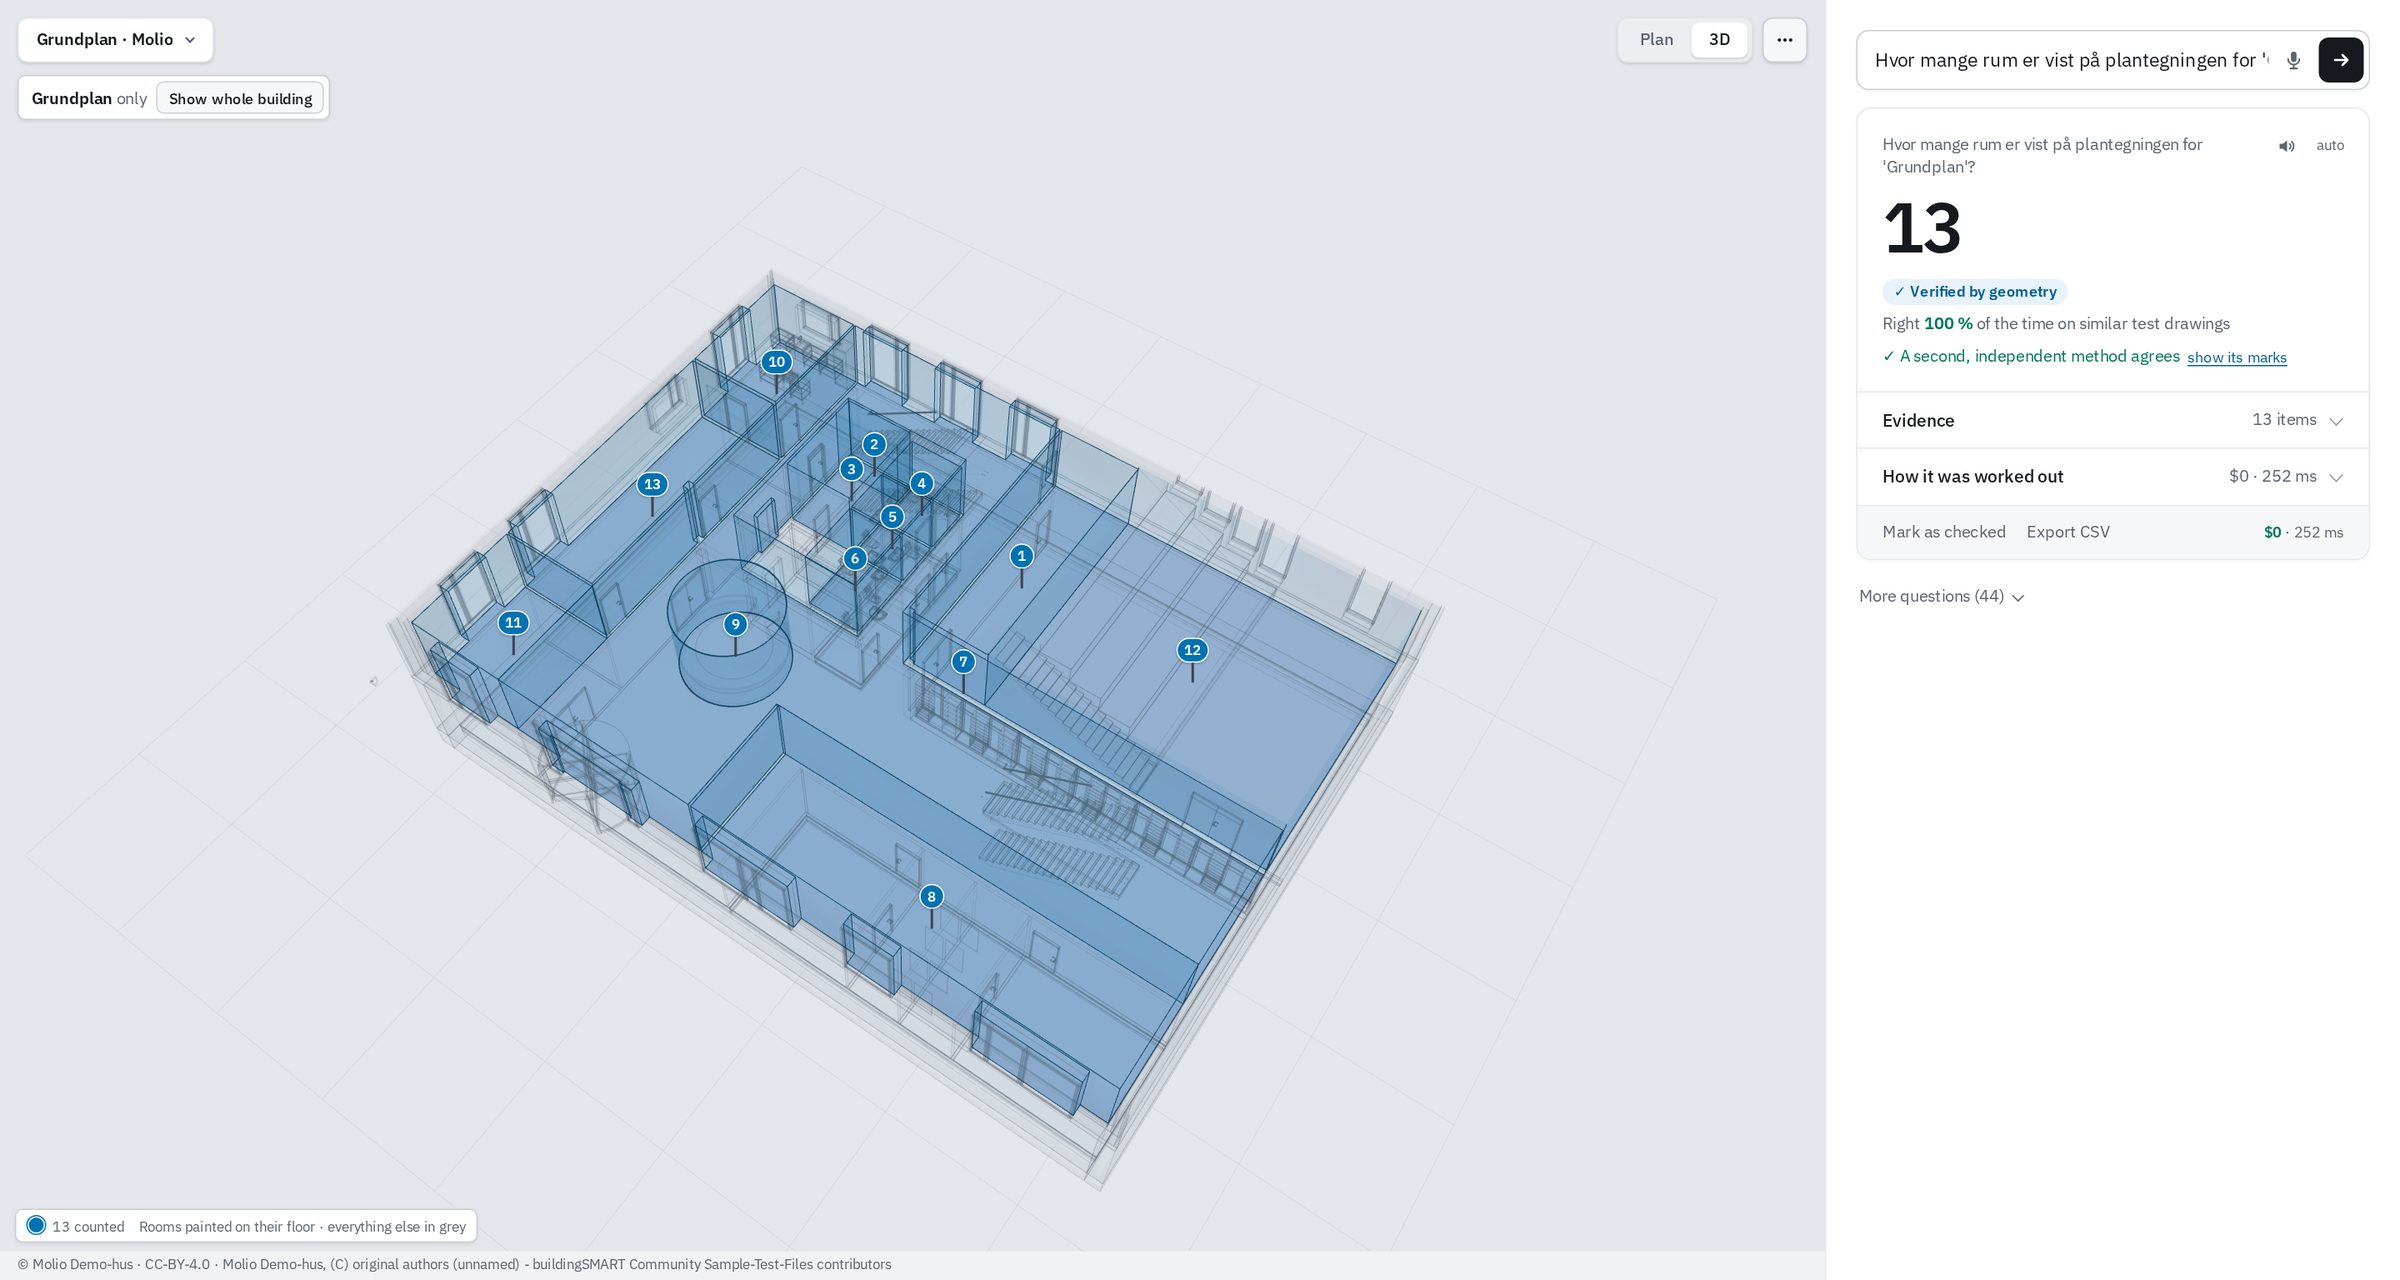 Grundplan · Molio
Grundplan only
Show whole building
Plan
3D
Hvor mange rum er vist på plantegningen for '
Hvor mange rum er vist på plantegningen for
'Grundplan'?
auto
13
✓ Verified by geometry
Right 100 % of the time on similar test drawings
✓ A second, independent method agrees show its marks
Evidence
13 items
How it was worked out
$0 · 252 ms
Mark as checked
Export CSV
$0 · 252 ms
More questions (44)
10
2
3
4
13
5
6
1
11
9
7
12
8
13 counted Rooms painted on their floor · everything else in grey
© Molio Demo-hus · CC-BY-4.0 · Molio Demo-hus, (C) original authors (unnamed) - buildingSMART Community Sample-Test-Files contributors